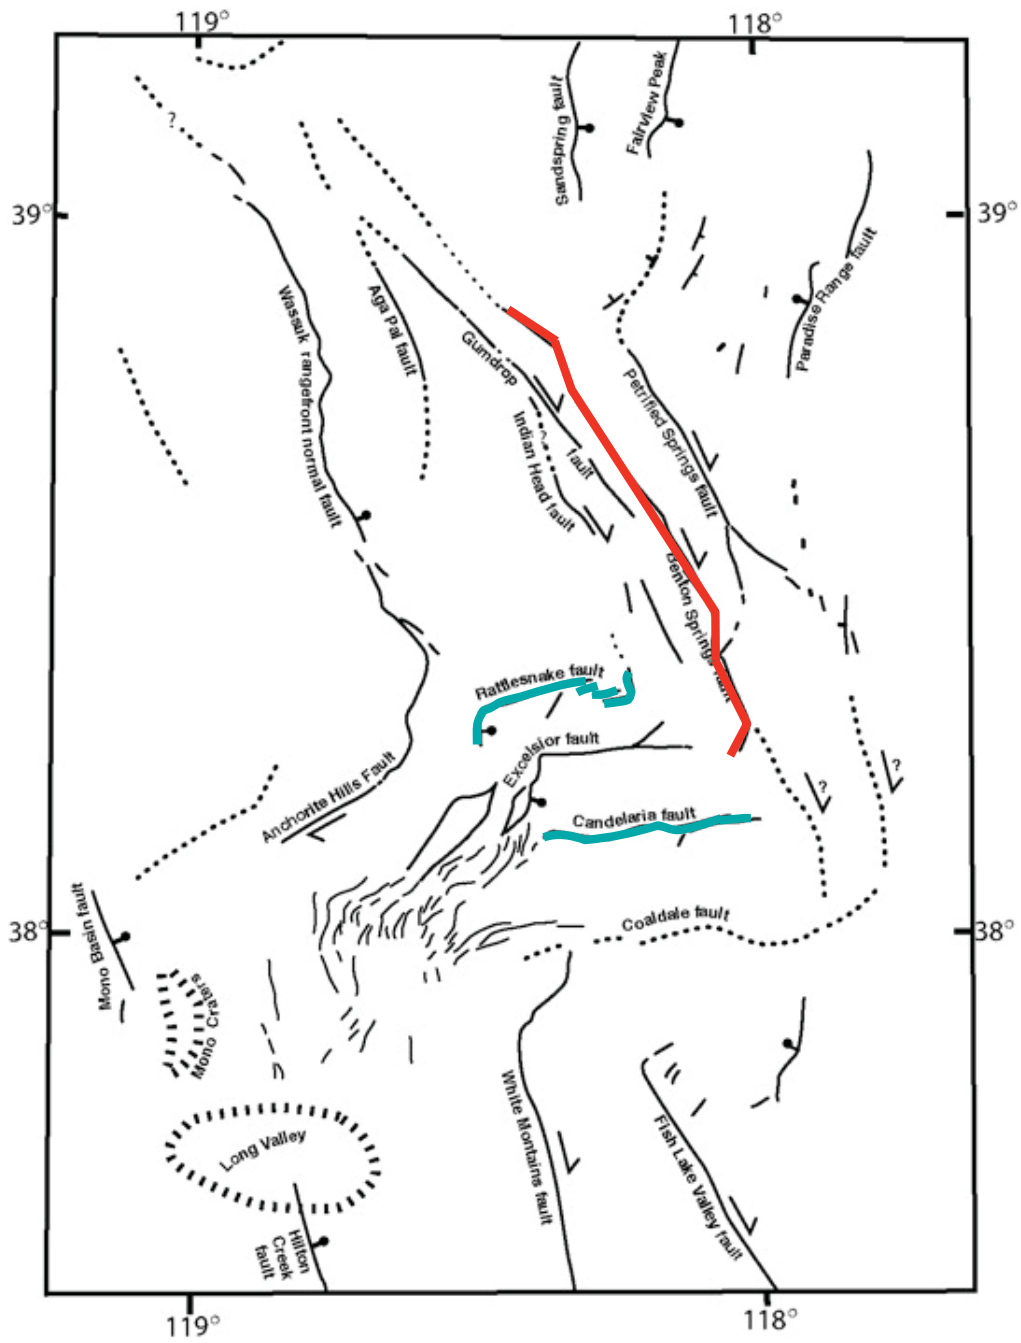 119°
118°
Sandspring fault
Fairview Peak
39°
39°
?
Wassuk rangefront normal fault
Aga Pai fault
Gumdrop
fault
Indian Head fault
?
Petrified Springs fault
Paradise Range fault
Benton Springs fault
Rattlesnake fault
Excelsior fault
Anchorite Hills Fault
Candelaria fault
?
?
Coaldale fault
Mono Basin fault
38°
38°
Mono Craters
Long Valley
White Mountains fault
Fish Lake Valley fault
Hilton
Creek
fault
119°
118°